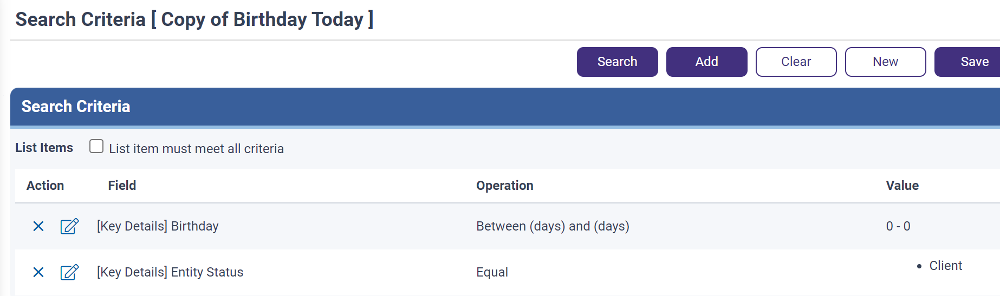 Search Criteria [ Copy of Birthday Today ]
Search Add Clear New Save
Search Criteria
List Items List item must meet all criteria
Action Field Operation Value
[Key Details] Birthday Between (days) and (days) 0 - 0
[Key Details] Entity Status Equal • Client